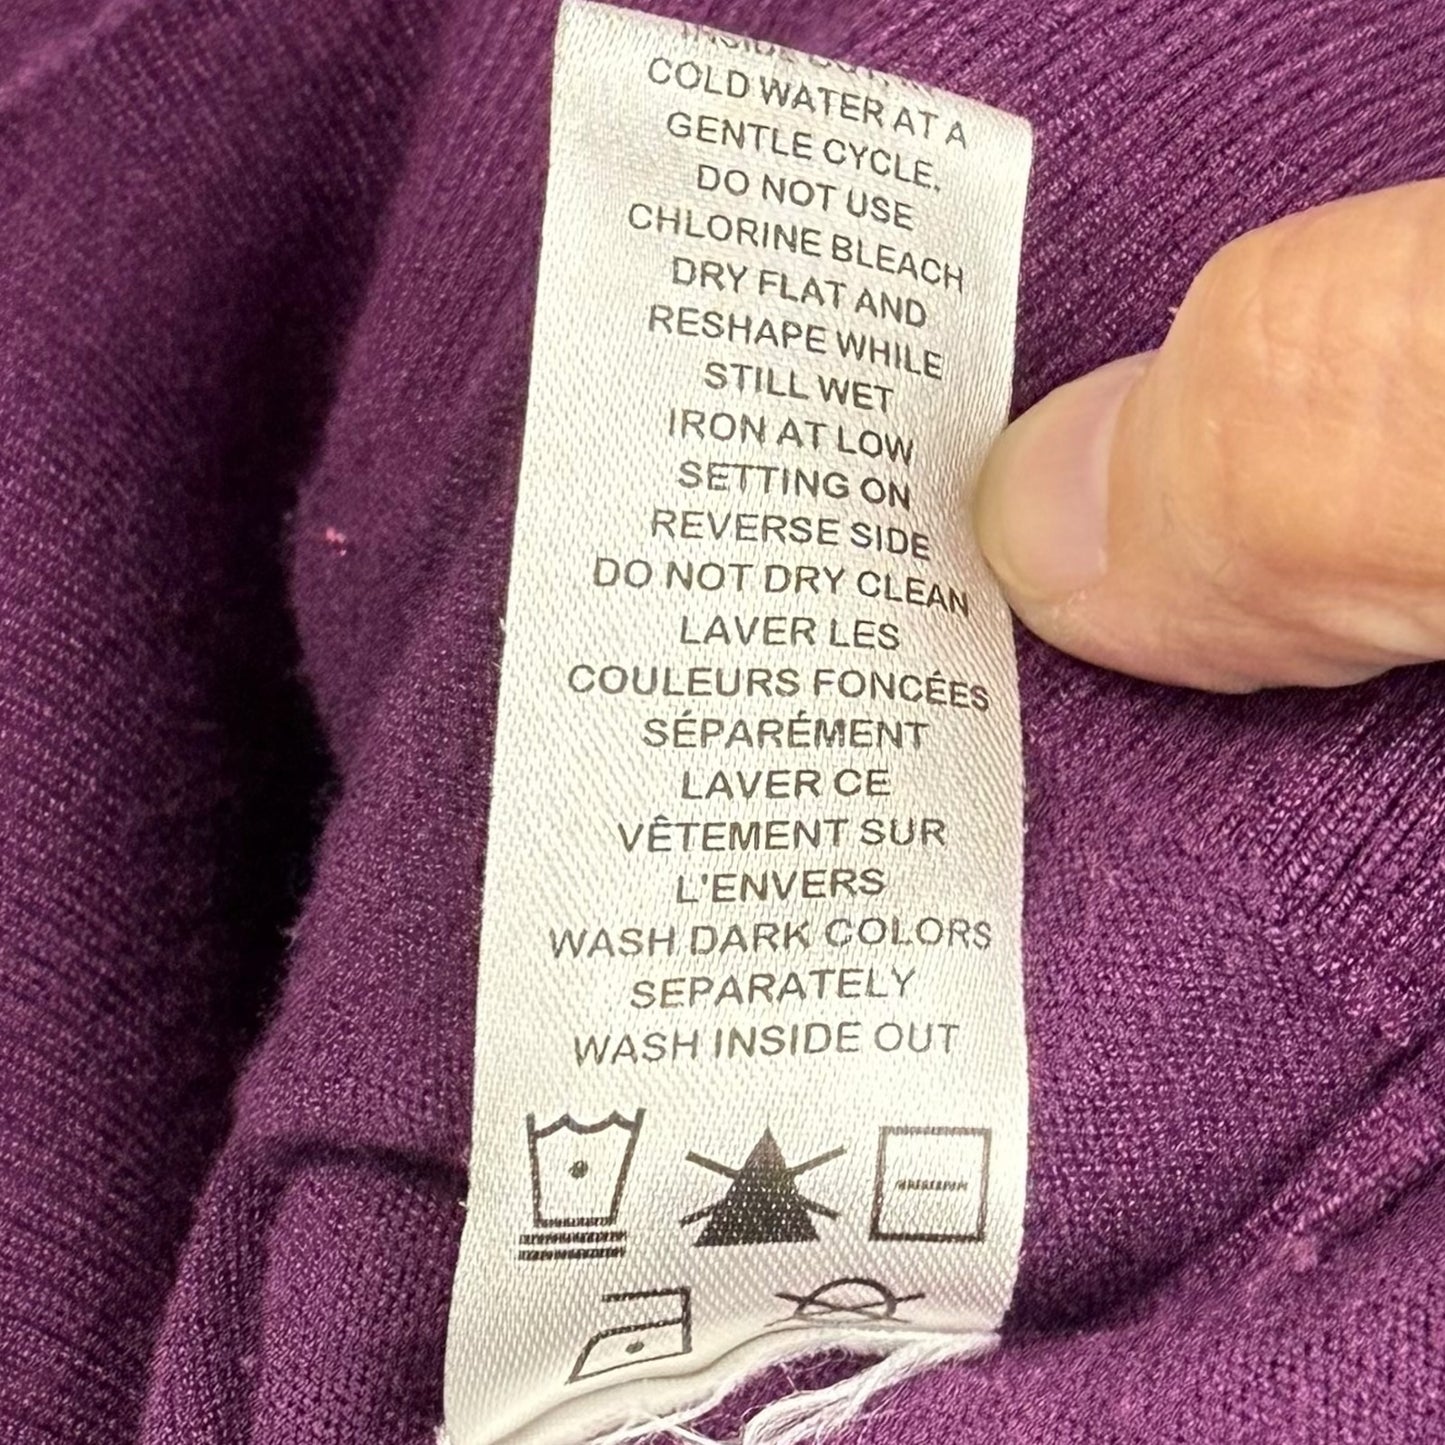 COLD WATER AT A
GENTLE CYCLE.
DO NOT USE
CHLORINE BLEACH
DRY FLAT AND
RESHAPE WHILE
STILL WET
IRON AT LOW
SETTING ON
REVERSE SIDE
DO NOT DRY CLEAN
LAVER LES
COULEURS FONCÉES
SÉPARÉMENT
LAVER CE
VÊTEMENT SUR
L'ENVERS
WASH DARK COLORS
SEPARATELY
WASH INSIDE OUT